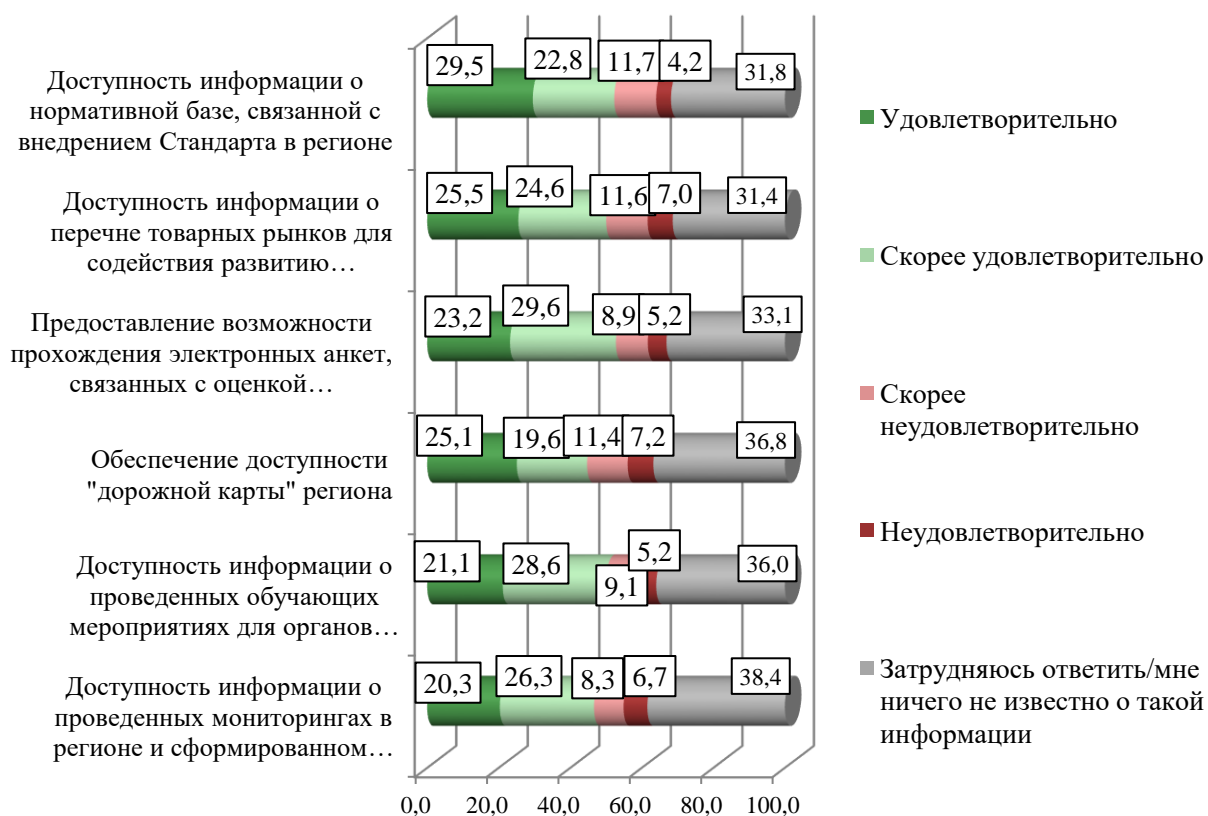 Доступность информации о
нормативной базе, связанной с
внедрением Стандарта в регионе
29,5
22,8
11,7
4,2
31,8
Доступность информации о
перечне товарных рынков для
содействия развитию…
25,5
24,6
11,6
7,0
31,4
Предоставление возможности
прохождения электронных анкет,
связанных с оценкой…
23,2
29,6
8,9
5,2
33,1
Обеспечение доступности
"дорожной карты" региона
25,1
19,6
11,4
7,2
36,8
Доступность информации о
проведенных обучающих
мероприятиях для органов…
21,1
28,6
9,1
5,2
36,0
Доступность информации о
проведенных мониторингах в
регионе и сформированном…
20,3
26,3
8,3
6,7
38,4
0,0 20,0 40,0 60,0 80,0 100,0
Удовлетворительно
Скорее удовлетворительно
Скорее
неудовлетворительно
Неудовлетворительно
Затрудняюсь ответить/мне
ничего не известно о такой
информации